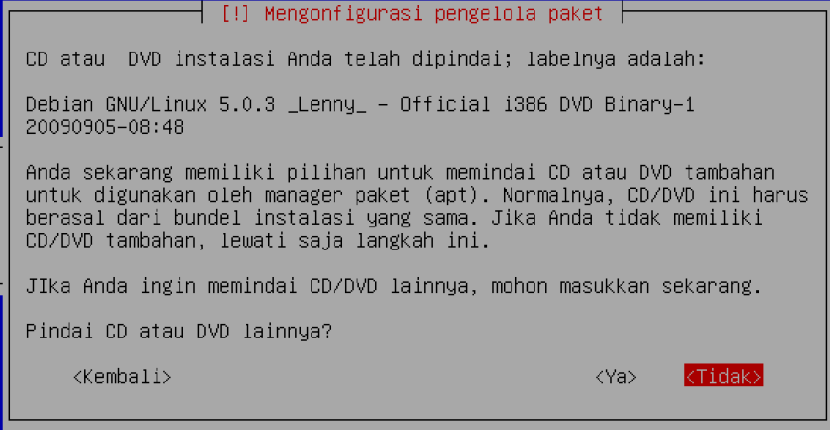 [!] Mengonfigurasi pengelola paket
CD atau  DVD instalasi Anda telah dipindai; labelnya adalah:
Debian GNU/Linux 5.0.3 _Lenny_ - Official i386 DVD Binary-1
20090905-08:48
Anda sekarang memiliki pilihan untuk memindai CD atau DVD tambahan
untuk digunakan oleh manager paket (apt). Normalnya, CD/DVD ini harus
berasal dari bundel instalasi yang sama. Jika Anda tidak memiliki
CD/DVD tambahan, lewati saja langkah ini.
JIka Anda ingin memindai CD/DVD lainnya, mohon masukkan sekarang.
Pindai CD atau DVD lainnya?
<Kembali> <Ya> <Tidak>